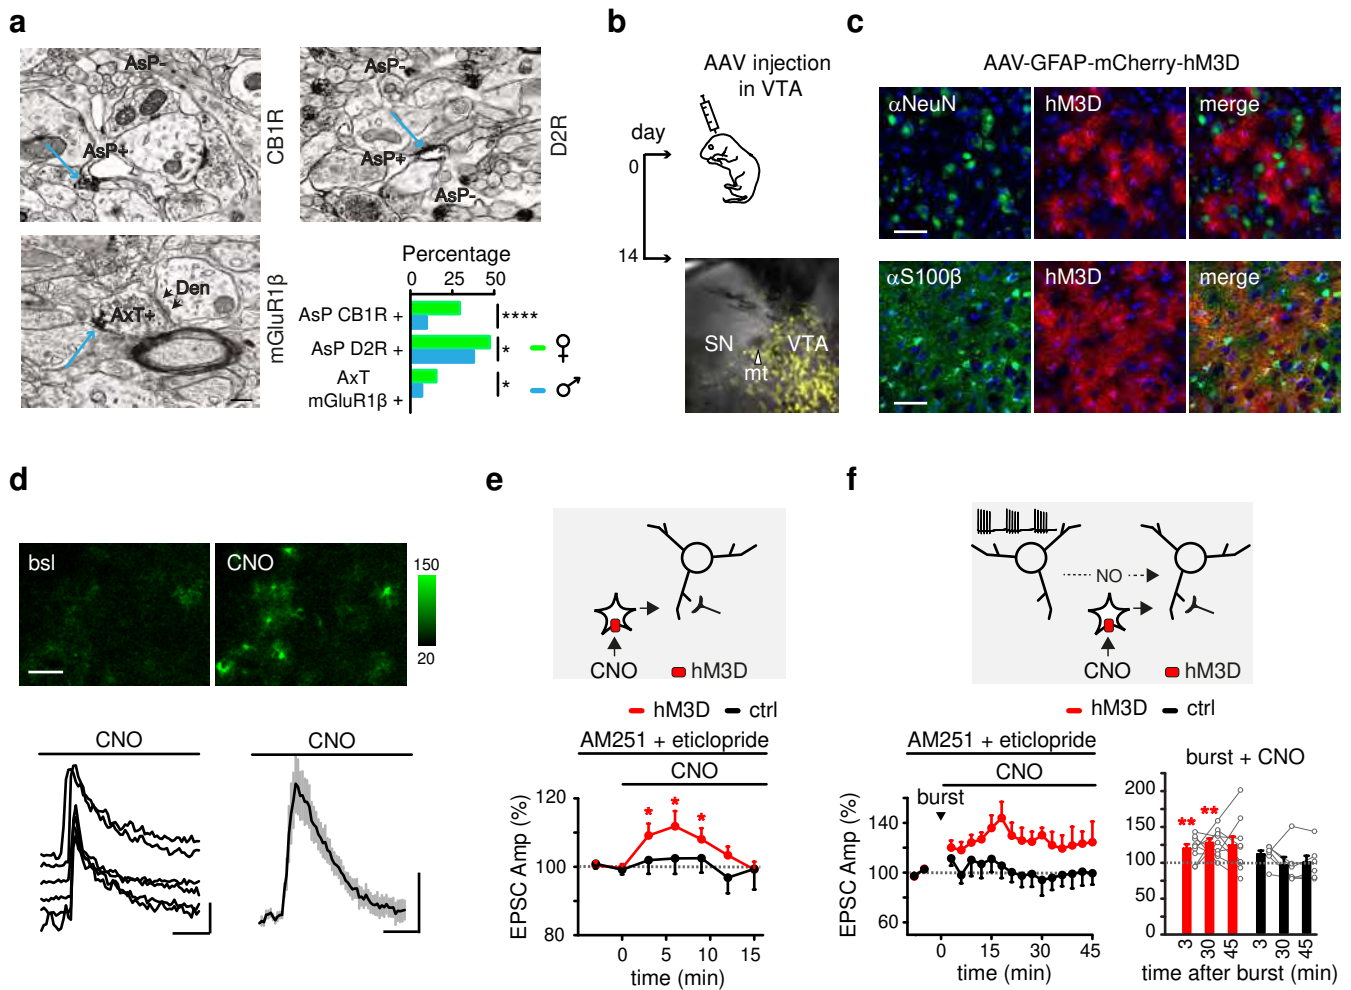 a
AsP-
AsP+
CB1R
AsP-
AsP+
AsP-
D2R
Den
AxT+
mGluR1β
Percentage
0 25 50
AsP CB1R +
****
AsP D2R +
*
♀
AxT
mGluR1β +
*
♂
b
AAV injection
in VTA
day
0
14
SN
VTA
mt
c
AAV-GFAP-mCherry-hM3D
αNeuN
hM3D
merge
αS100β
hM3D
merge
d
bsl
CNO
150
20
CNO
CNO
e
CNO
hM3D
hM3D ctrl
AM251 + eticlopride
CNO
120
100
80
EPSC Amp (%)
* * *
0 5 10 15
time (min)
f
NO
CNO
hM3D
hM3D ctrl
AM251 + eticlopride
CNO
burst
140
100
60
EPSC Amp (%)
0 15 30 45
time (min)
burst + CNO
200
150
100
50
0
** **
3 30 45 3 30 45
time after burst (min)